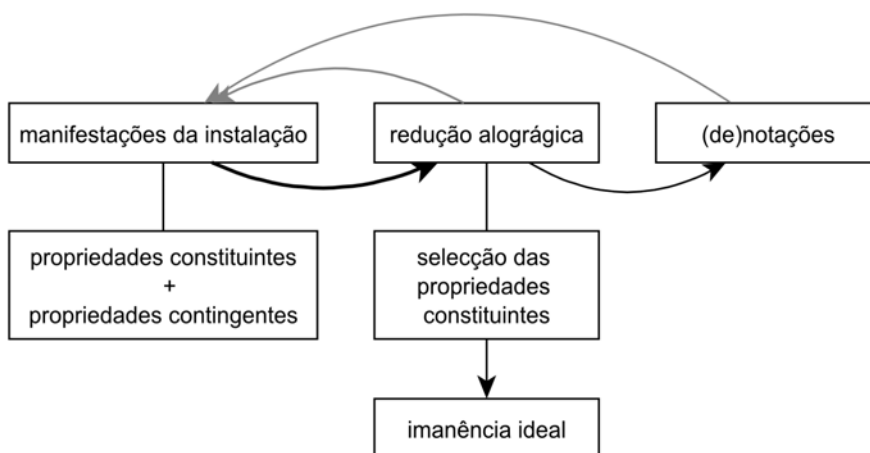 manifestações da instalação
redução alográgica
(de)notações
propriedades constituintes
+
propriedades contingentes
selecção das
propriedades
constituintes
imanência ideal